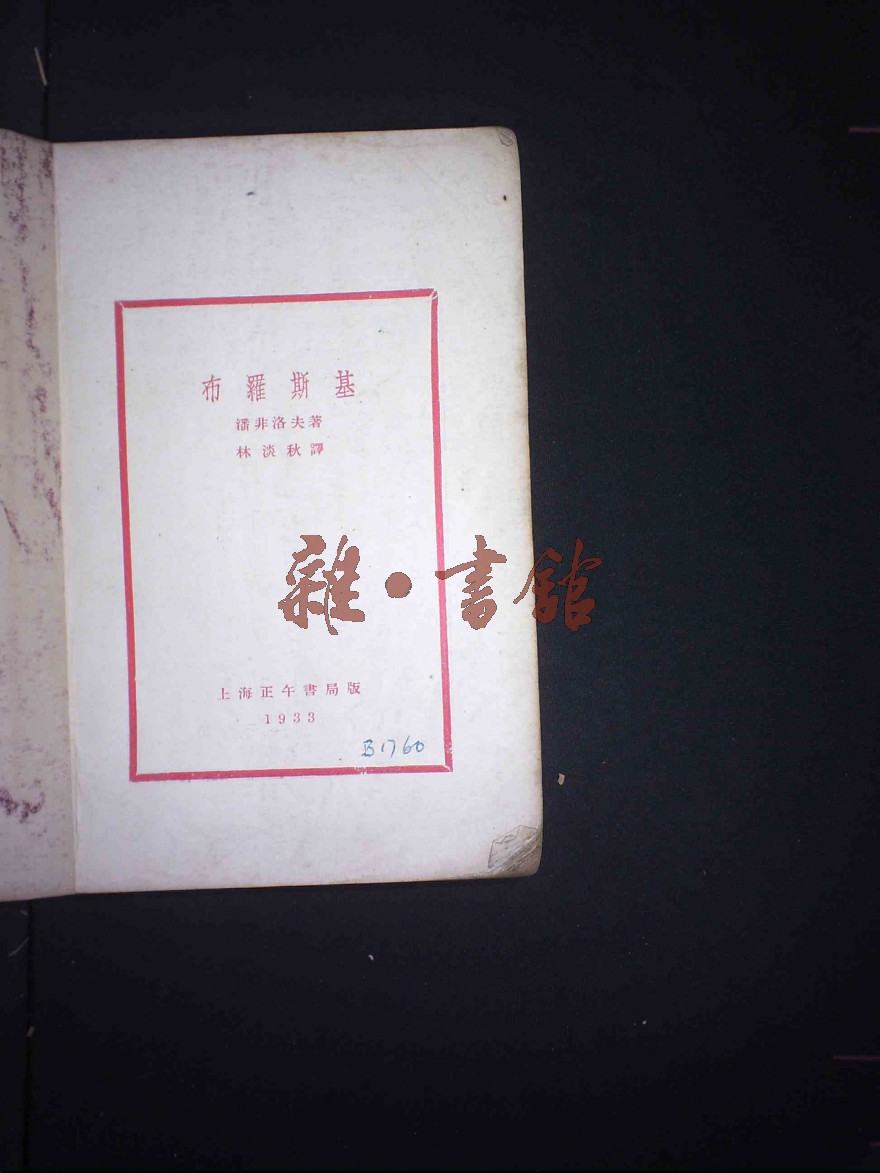 布羅斯基
潘非洛夫著
林淡秋譯
雜·書館
上海正午書局版
1933
B1760